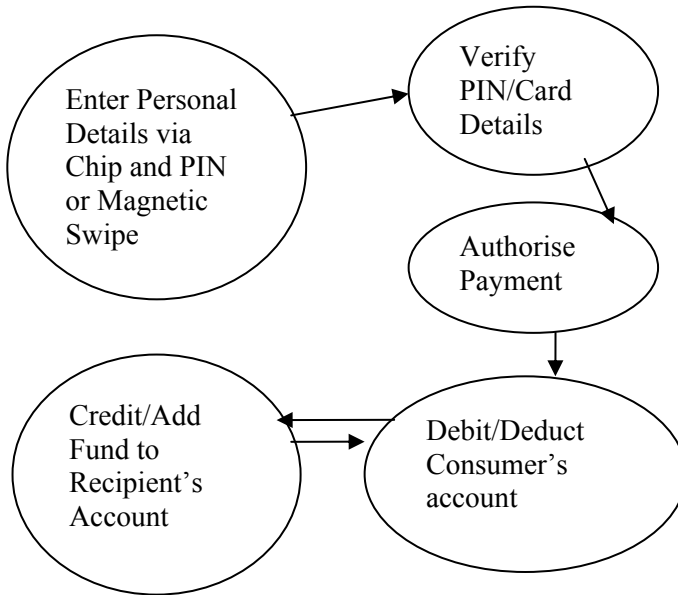 Enter Personal
Details via
Chip and PIN
or Magnetic
Swipe
Verify
PIN/Card
Details
Authorise
Payment
Debit/Deduct
Consumer’s
account
Credit/Add
Fund to
Recipient’s
Account